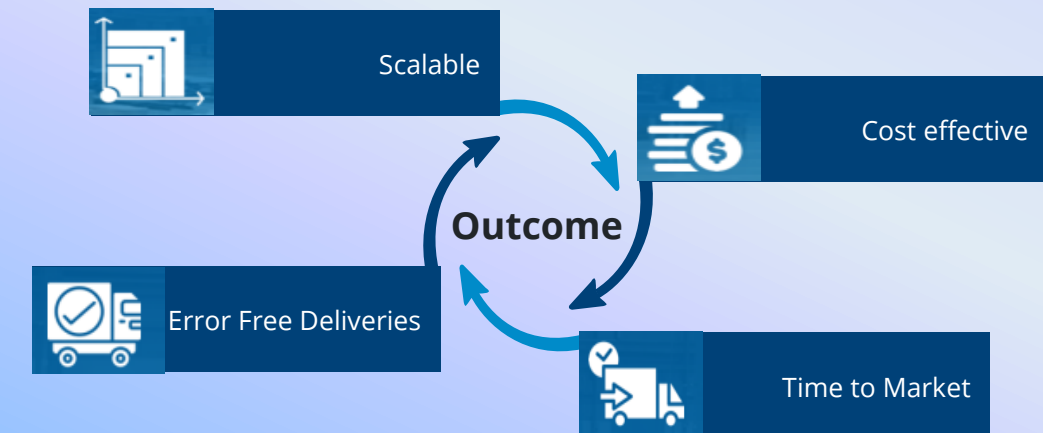 Scalable
Cost effective
Outcome
Error Free Deliveries
Time to Market